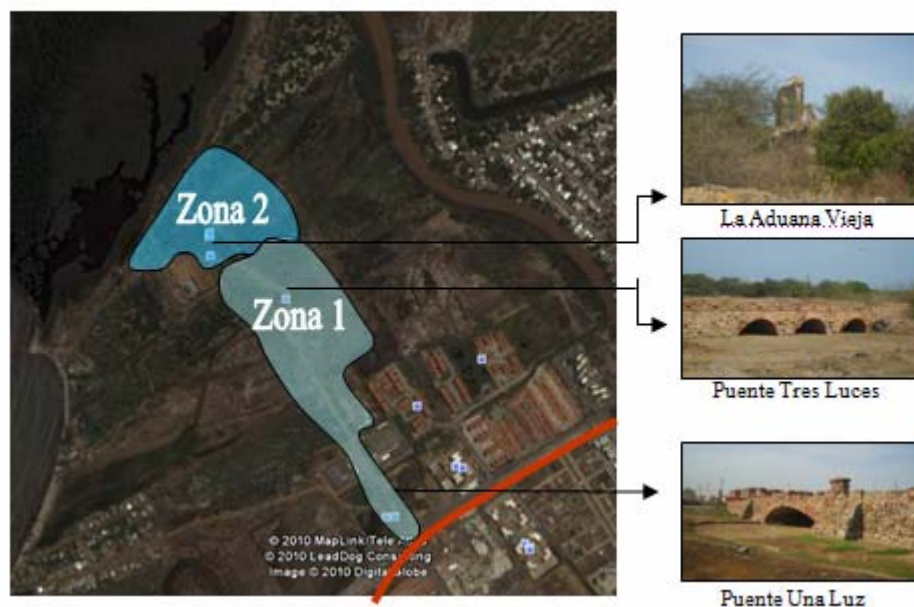 Zona 2
Zona 1
La Aduana Vieja
Puente Tres Luces
Puente Una Luz
© 2010 MapLink/Tele
© 2010 LeadDog Consulting
Image © 2010 DigitalGlobe